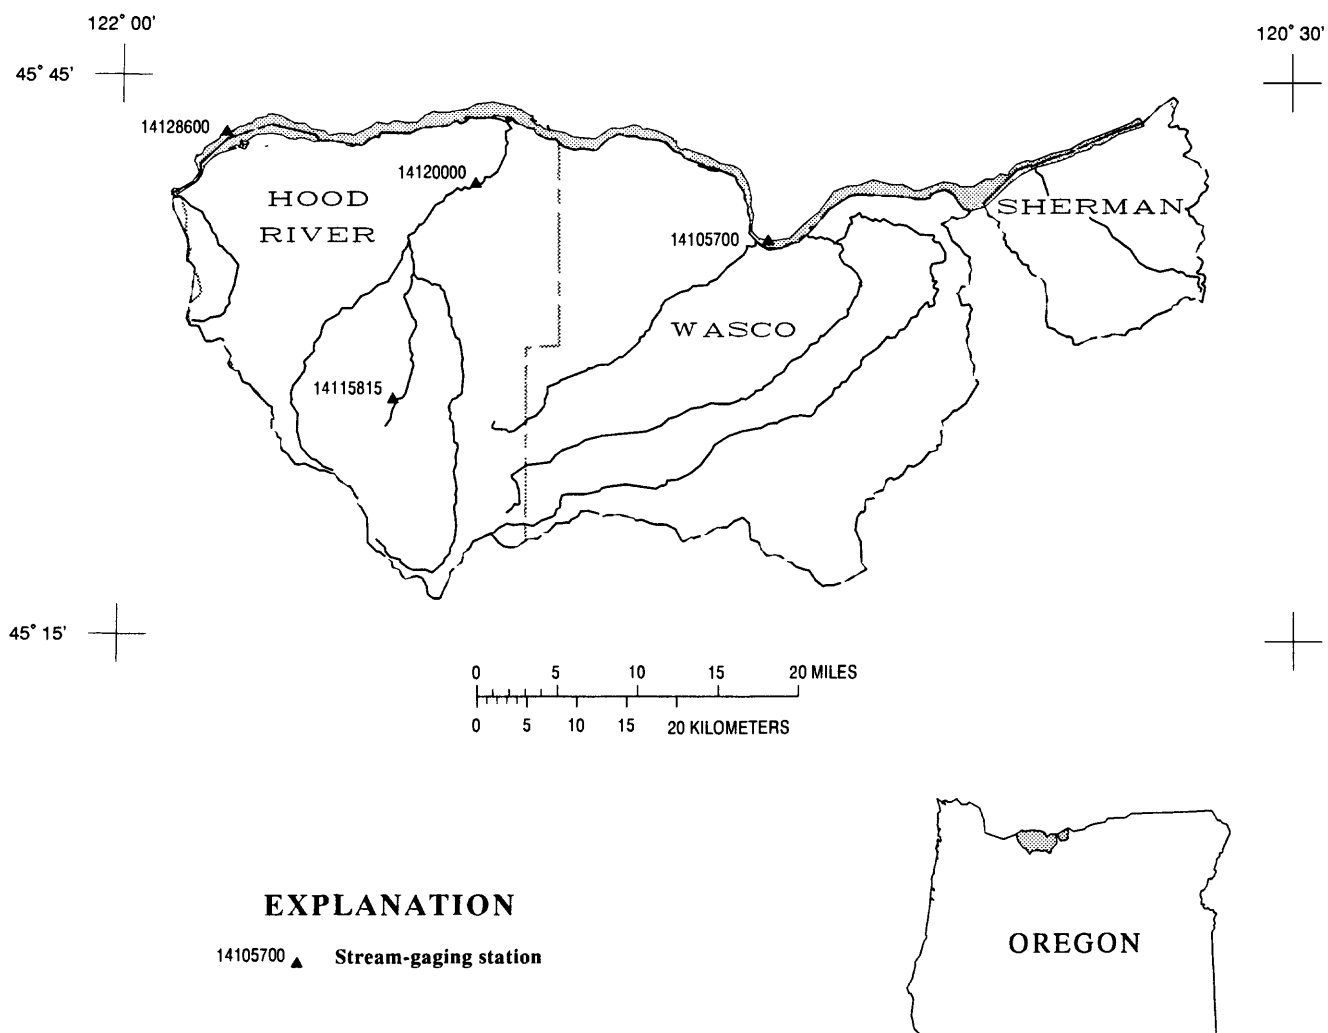 122° 00'
120° 30'
45° 45'
14128600
14120000
HOOD
RIVER
SHERMAN
14105700
WASCO
14115815
45° 15'
0 5 10 15 20 MILES
0 5 10 15 20 KILOMETERS
EXPLANATION
14105700 Stream-gaging station
OREGON